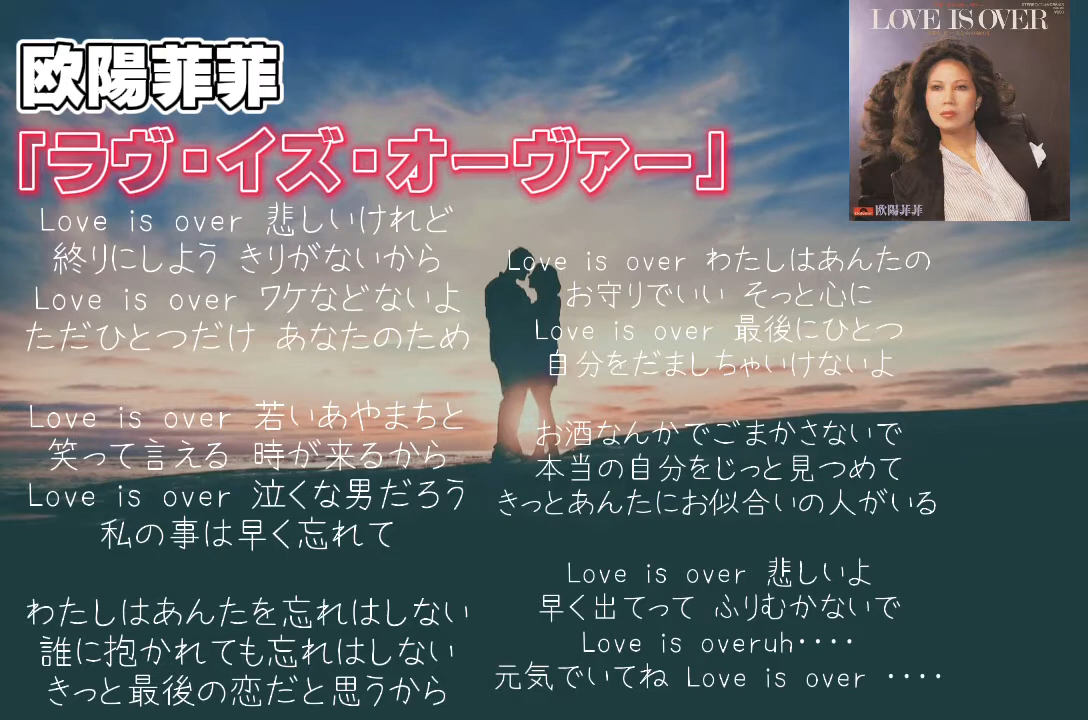 欧陽菲菲
『ラヴ・イズ・オーヴァー』
LOVE IS OVER
欧陽菲菲
Love is over 悲しいけれど
終りにしよう きりがないから
Love is over ワケなどないよ
ただひとつだけ あなたのため
Love is over 若いあやまちと
笑って言える 時が来るから
Love is over 泣くな男だろう
私の事は早く忘れて
わたしはあんたを忘れはしない
誰に抱かれても忘れはしない
きっと最後の恋だと思うから
Love is over わたしはあんたの
お守りでいい そっと心に
Love is over 最後にひとつ
自分をだましちゃいけないよ
お酒なんかでごまかさないで
本当の自分をじっと見つめて
きっとあんたにお似合いの人がいる
Love is over 悲しいよ
早く出てって ふりむかないで
Love is overuh････
元気でいてね Love is over ････